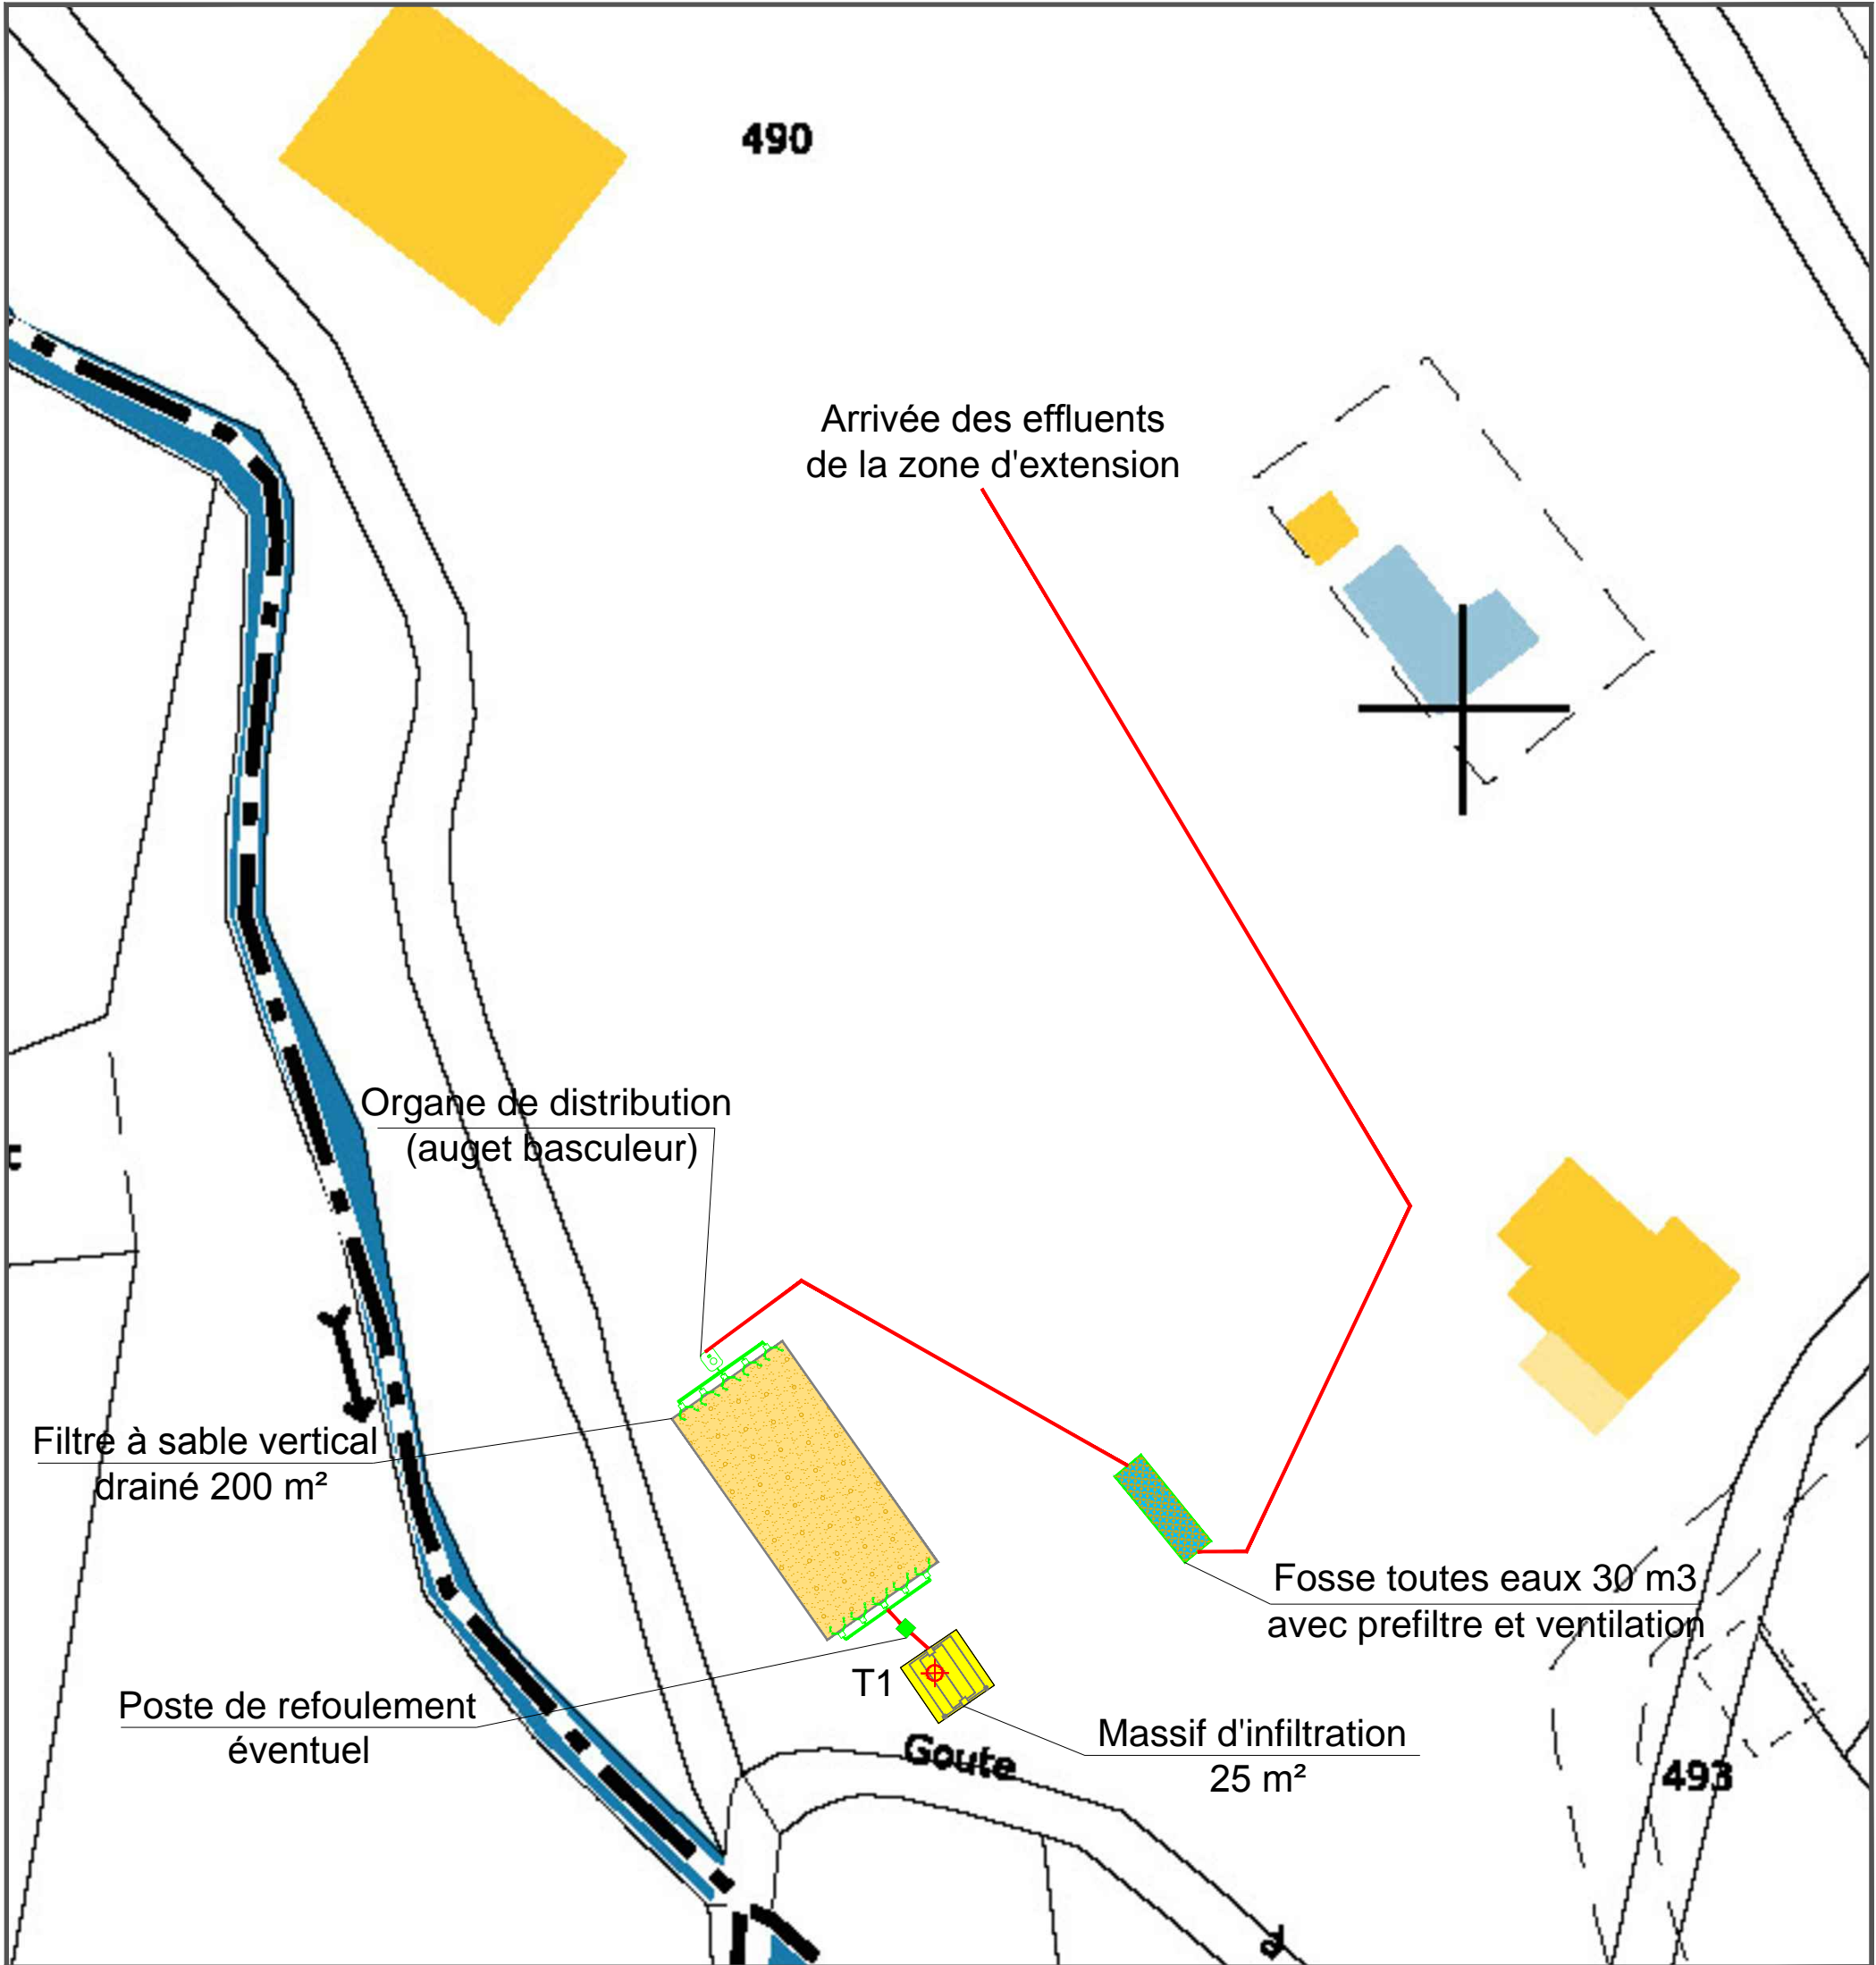 490
Arrivée des effluents
de la zone d'extension
Organe de distribution
(auget basculeur)
Filtre à sable vertical
drainé 200 m²
Fosse toutes eaux 30 m3
avec prefiltre et ventilation
T1
Poste de refoulement
éventuel
Massif d'infiltration
25 m²
Goute
493